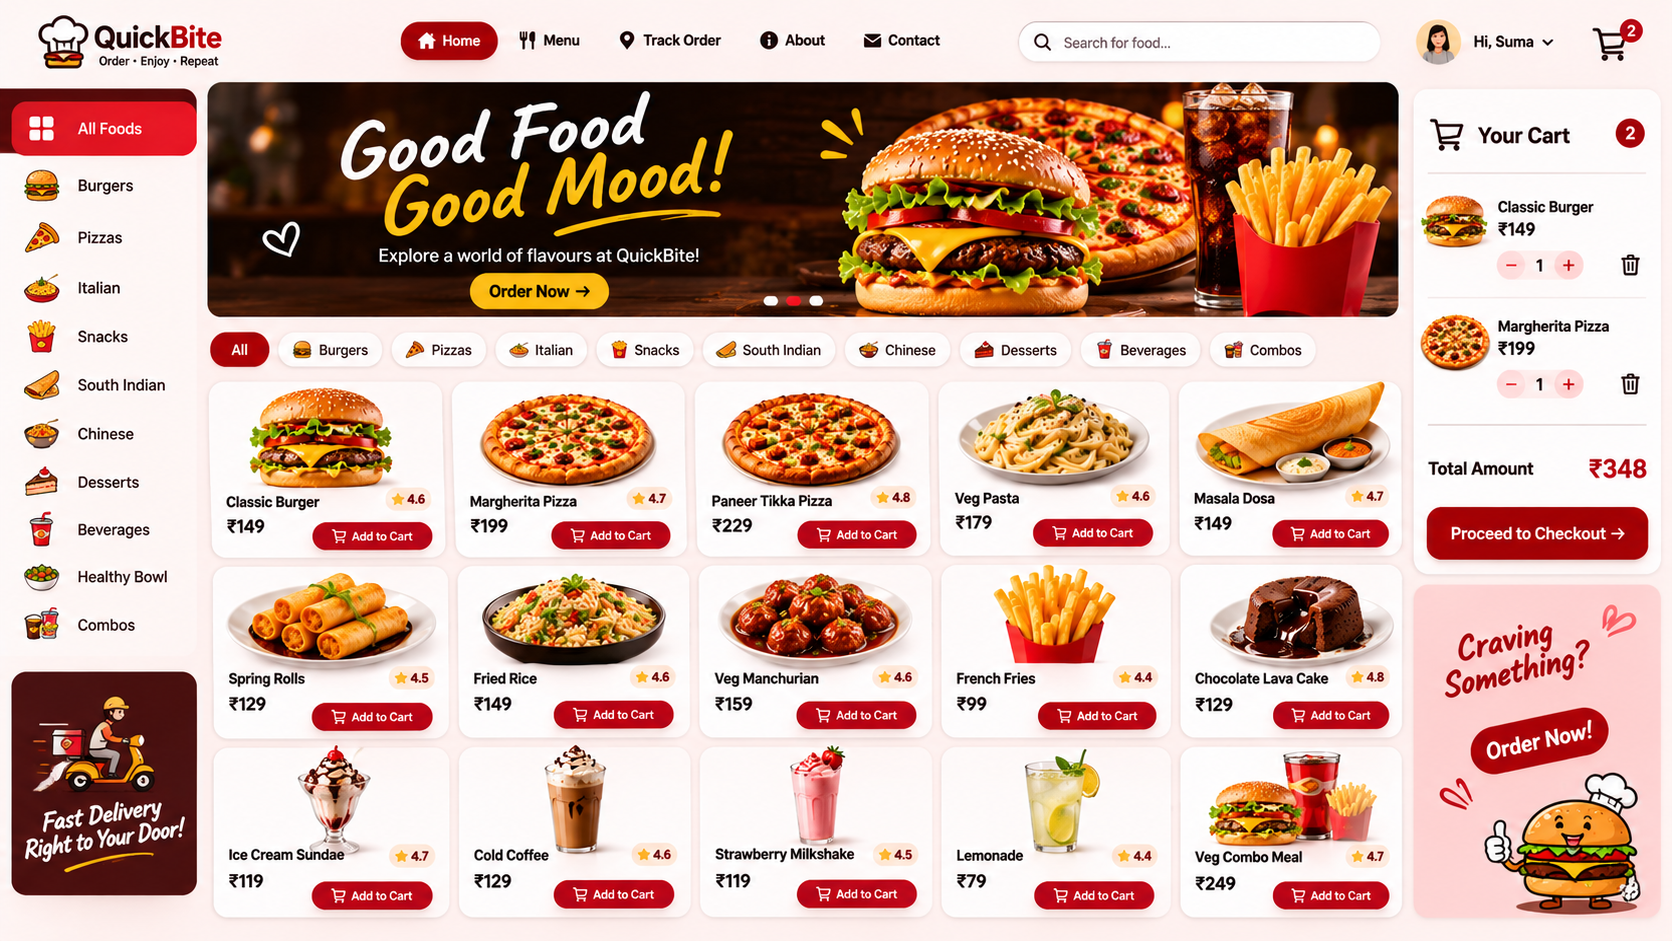 QuickBite
Order • Enjoy • Repeat
Home
Menu
Track Order
About
Contact
Search for food...
Hi, Suma
2
All Foods
Burgers
Pizzas
Italian
Snacks
South Indian
Chinese
Desserts
Beverages
Healthy Bowl
Combos
Fast Delivery
Right to Your Door!
Good Food
Good Mood!
Explore a world of flavours at QuickBite!
Order Now →
All
Burgers
Pizzas
Italian
Snacks
South Indian
Chinese
Desserts
Beverages
Combos
Classic Burger
4.6
₹149
Add to Cart
Margherita Pizza
4.7
₹199
Add to Cart
Paneer Tikka Pizza
4.8
₹229
Add to Cart
Veg Pasta
4.6
₹179
Add to Cart
Masala Dosa
4.7
₹149
Add to Cart
Spring Rolls
4.5
₹129
Add to Cart
Fried Rice
4.6
₹149
Add to Cart
Veg Manchurian
4.6
₹159
Add to Cart
French Fries
4.4
₹99
Add to Cart
Chocolate Lava Cake
4.8
₹129
Add to Cart
Ice Cream Sundae
4.7
₹119
Add to Cart
Cold Coffee
4.6
₹129
Add to Cart
Strawberry Milkshake
4.5
₹119
Add to Cart
Lemonade
4.4
₹79
Add to Cart
Veg Combo Meal
4.7
₹249
Add to Cart
Your Cart
2
Classic Burger
₹149
− 1 +
Margherita Pizza
₹199
− 1 +
Total Amount
₹348
Proceed to Checkout →
Craving
Something?
Order Now!